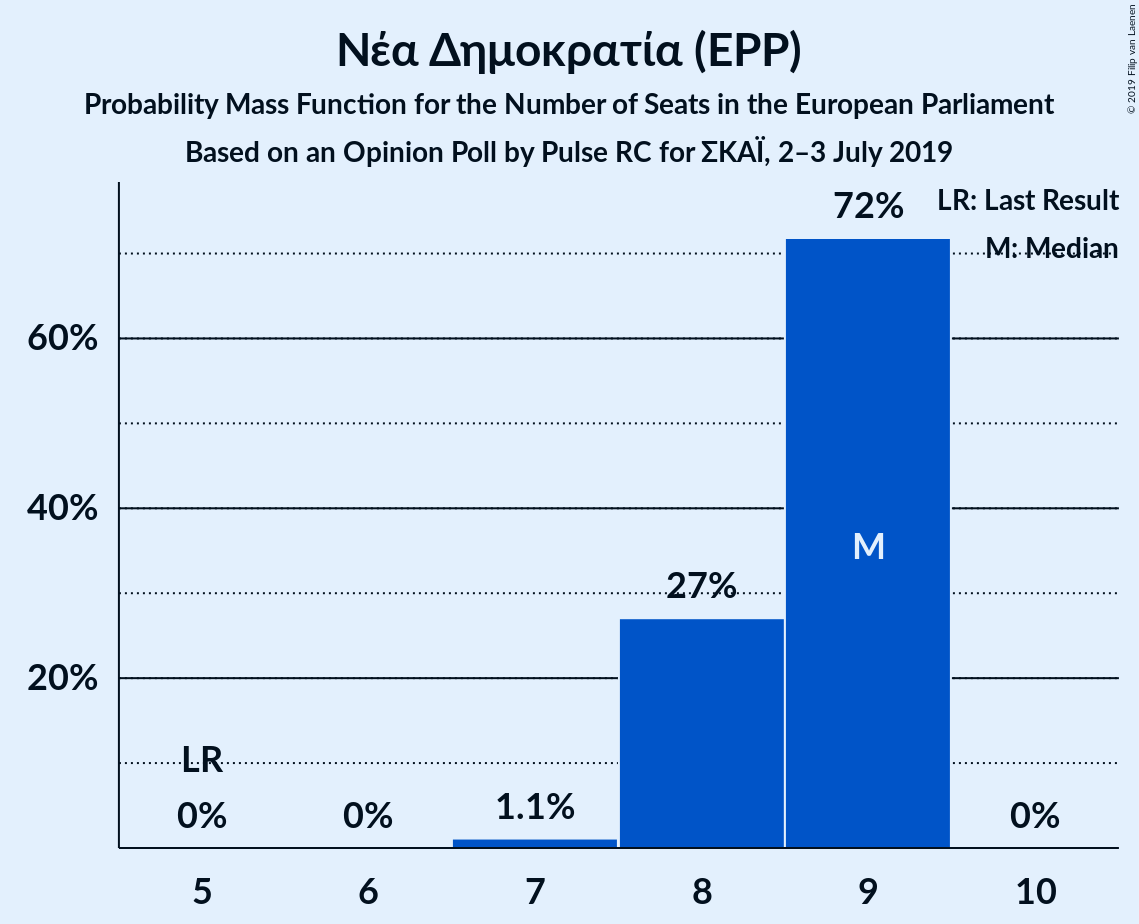 Νέα Δημοκρατία (EPP)
Probability Mass Function for the Number of Seats in the European Parliament
Based on an Opinion Poll by Pulse RC for ΣΚΑΪ, 2–3 July 2019
© 2019 Filip van Laenen
LR: Last Result
M: Median
72%
60%
40%
M
27%
20%
LR
0%
0%
1.1%
0%
5 6 7 8 9 10